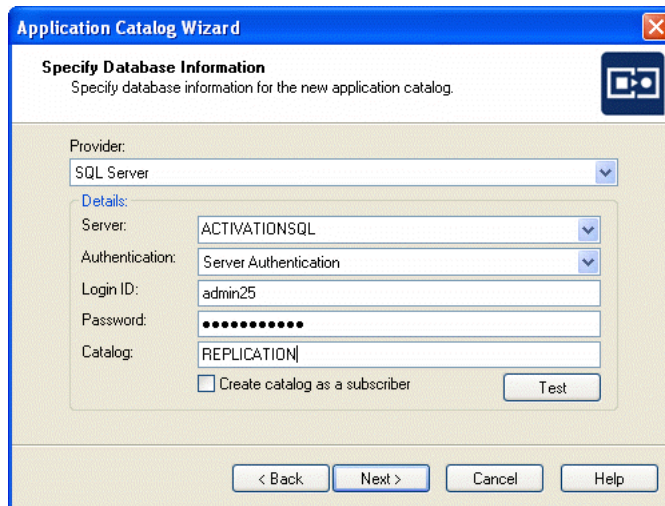 Application Catalog Wizard
Specify Database Information
Specify database information for the new application catalog.
Provider:
SQL Server
Details:
Server: ACTIVATIONSQL
Authentication: Server Authentication
Login ID: admin25
Password: ●●●●●●●●●●●
Catalog: REPLICATION
Create catalog as a subscriber Test
< Back Next > Cancel Help